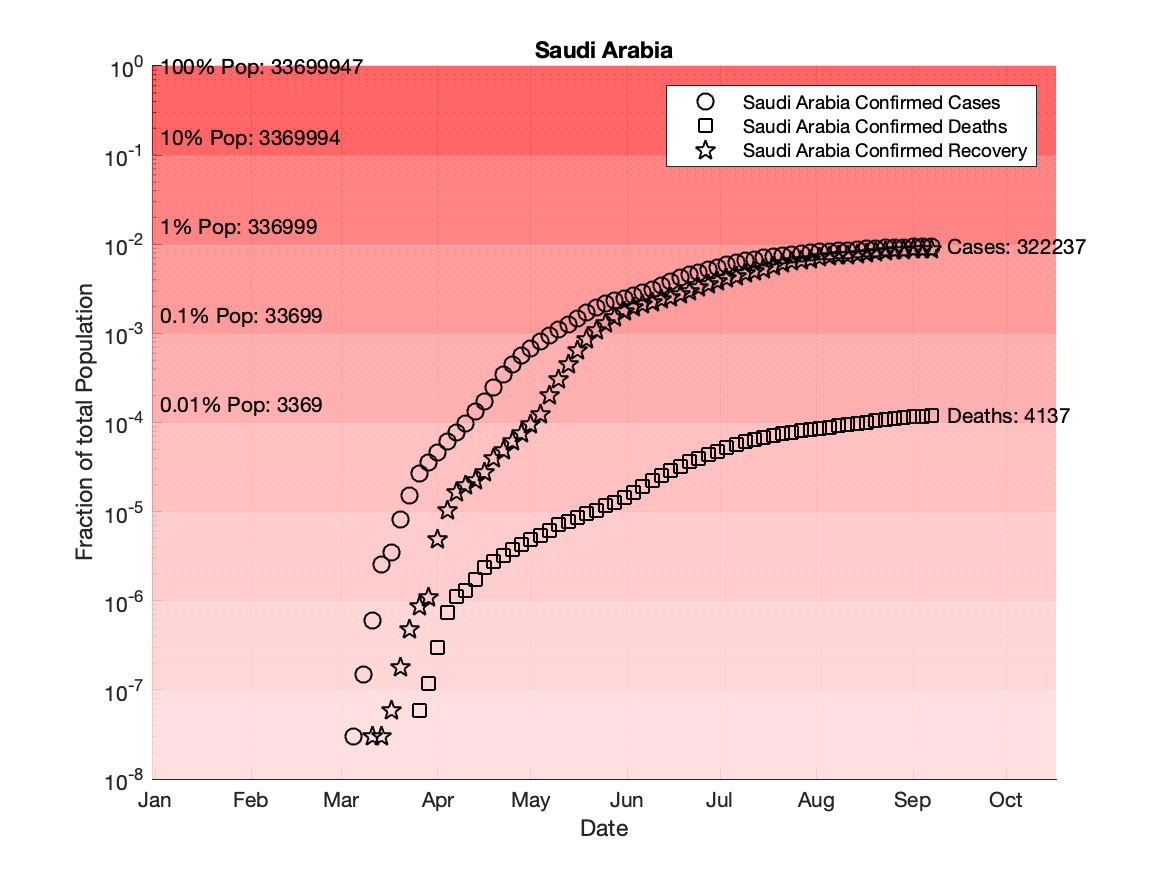 Saudi Arabia
10^0
100% Pop: 33699947
Saudi Arabia Confirmed Cases
Saudi Arabia Confirmed Deaths
Saudi Arabia Confirmed Recovery
10% Pop: 3369994
10^-1
1% Pop: 336999
10^-2
Cases: 322237
0.1% Pop: 33699
10^-3
0.01% Pop: 3369
10^-4
Deaths: 4137
10^-5
10^-6
10^-7
10^-8
Fraction of total Population
Jan Feb Mar Apr May Jun Jul Aug Sep Oct
Date